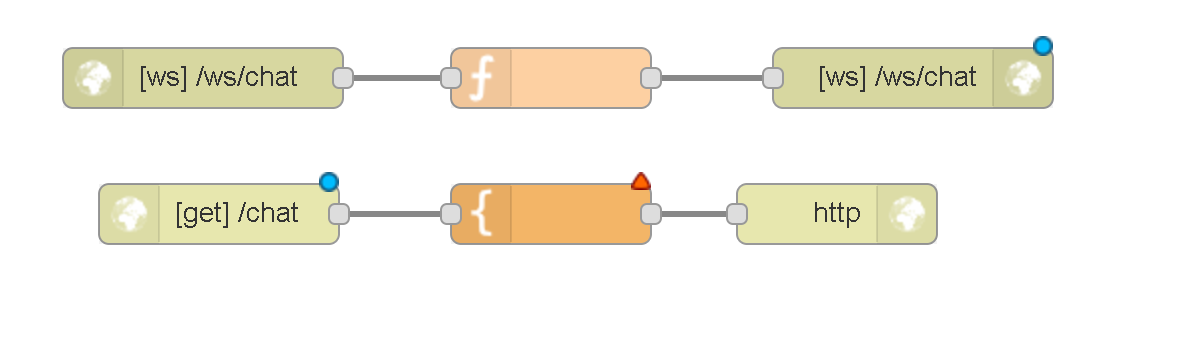 [ws] /ws/chat
ƒ
[ws] /ws/chat
[get] /chat
{
http